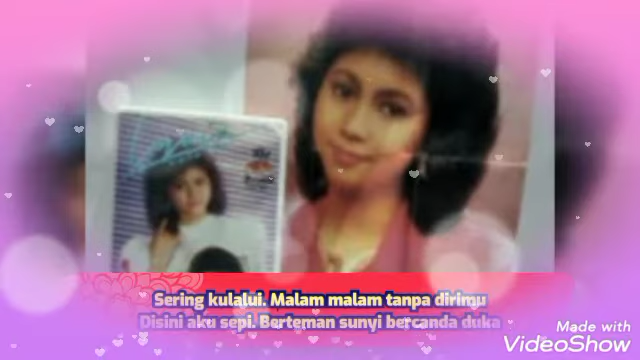 Sering kulalui. Malam malam tanpa dirimu
Disini aku sepi. Berteman sunyi bercanda duka
Made with
VideoShow